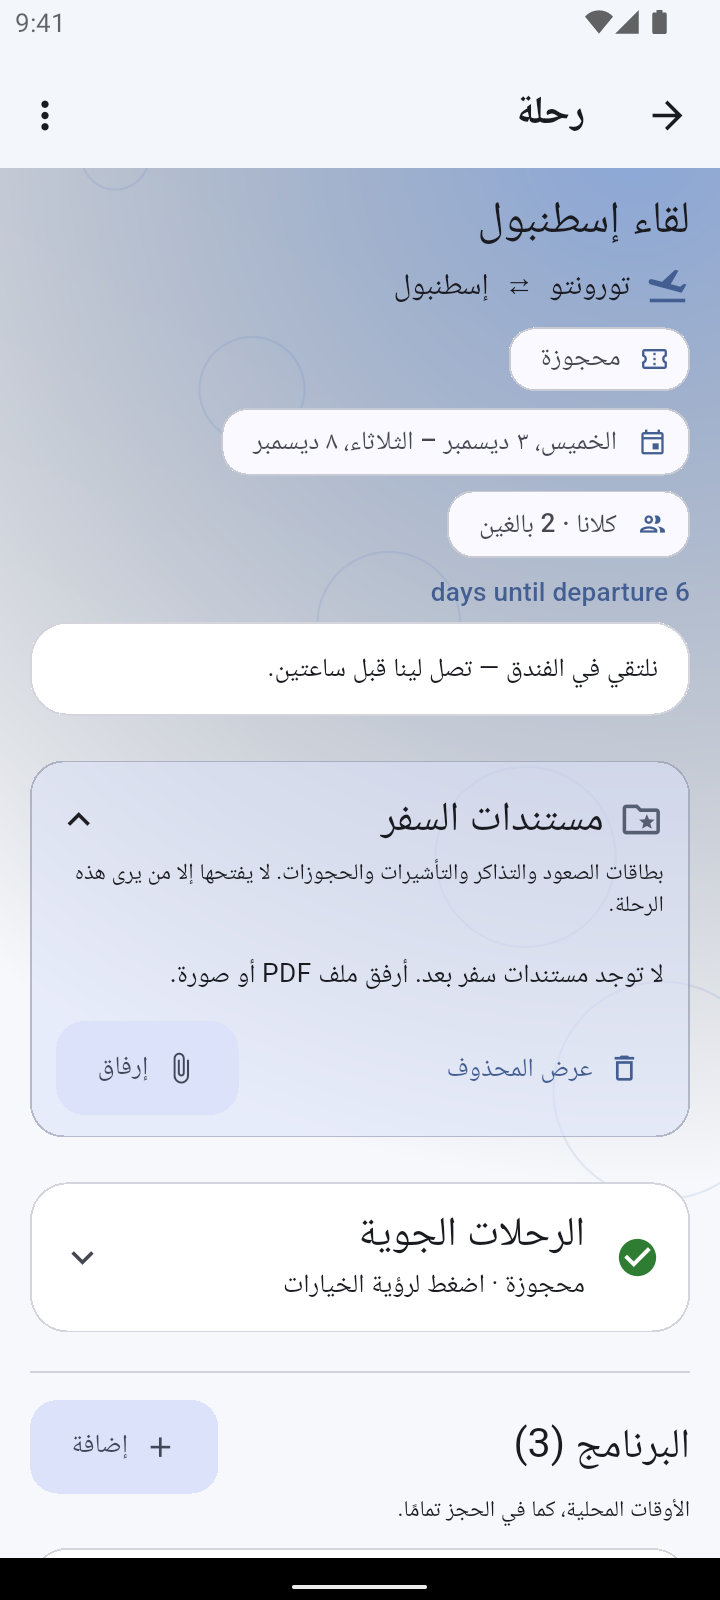 9:41
رحلة
لقاء إسطنبول
تورونتو ⇄ إسطنبول
محجوزة
الخميس، ٣ ديسمبر – الثلاثاء، ٨ ديسمبر
كلانا · 2 بالغين
days until departure 6
نلتقي في الفندق — تصل لينا قبل ساعتين.
مستندات السفر
بطاقات الصعود والتذاكر والتأشيرات والحجوزات. لا يفتحها إلا من يرى هذه
الرحلة.
لا توجد مستندات سفر بعد. أرفق ملف PDF أو صورة.
عرض المحذوف
إرفاق
الرحلات الجوية
محجوزة · اضغط لرؤية الخيارات
البرنامج (3)
إضافة
الأوقات المحلية، كما في الحجز تمامًا.